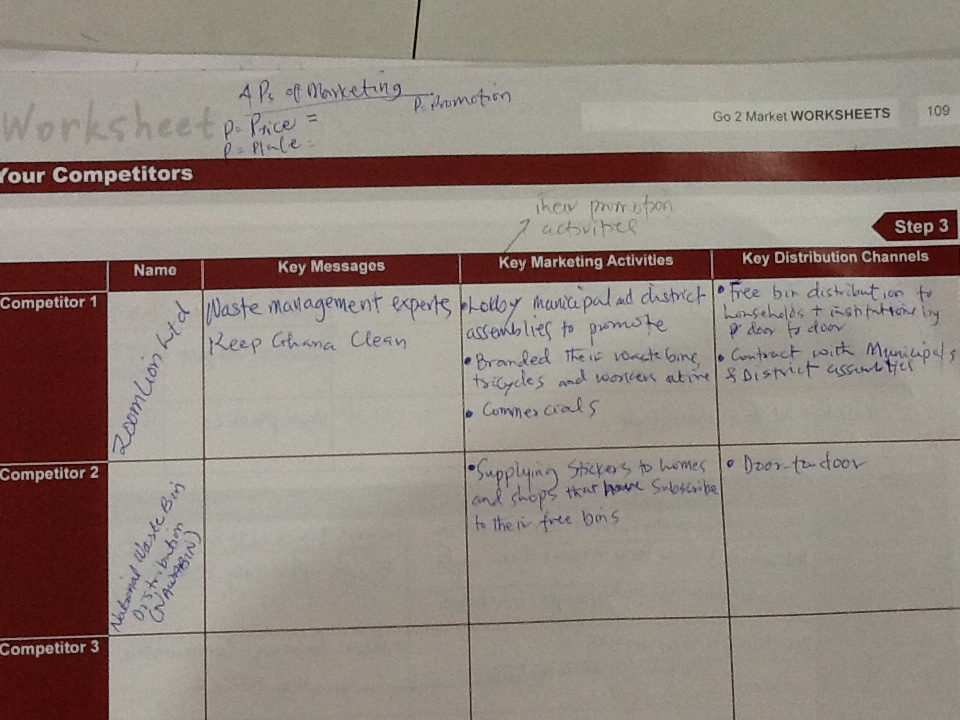 4 Ps of Marketing
P= Promotion
Worksheet
P= Price =
P= Place =
Go 2 Market WORKSHEETS 109
Your Competitors
Their promotion
activities
Step 3
Name Key Messages Key Marketing Activities Key Distribution Channels
Competitor 1
Zoomlion Ltd
Waste management experts
Keep Ghana Clean
• Lobby municipal and district
assemblies to promote
• Branded their waste bins,
tricycles and workers attire
• Commercials
• Free bin distribution to
households + institutions by
door to door
• Contract with Municipals
& District assemblies
Competitor 2
National Waste Bin
Distribution
• Supplying Stickers to homes
and shops that have Subscribe
to their free bins
• Door-to-door
Competitor 3